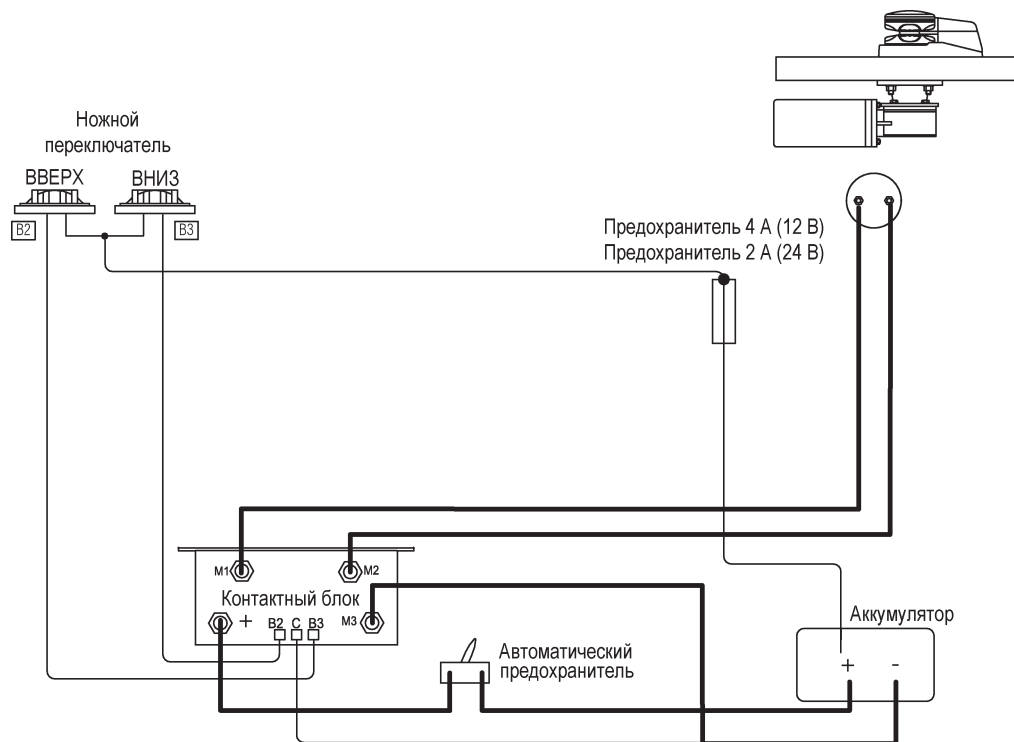 Ножной
переключатель
ВВЕРХ
ВНИЗ
B2
B3
Предохранитель 4 А (12 В)
Предохранитель 2 А (24 В)
M1
M2
Контактный блок
+
B2 C B3
M3
Автоматический
предохранитель
Аккумулятор
+ -